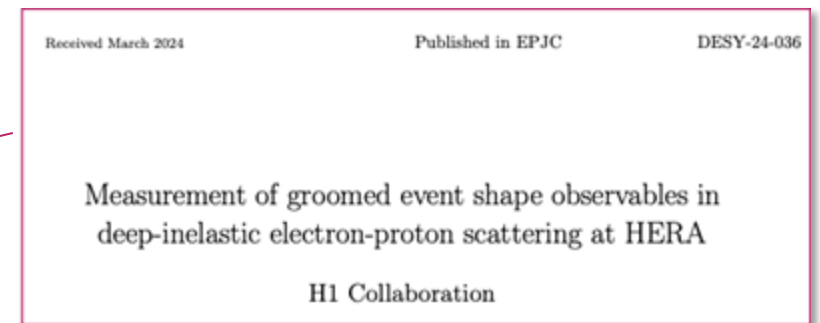 Received March 2024 Published in EPJC DESY-24-036
Measurement of groomed event shape observables in
deep-inelastic electron-proton scattering at HERA
H1 Collaboration